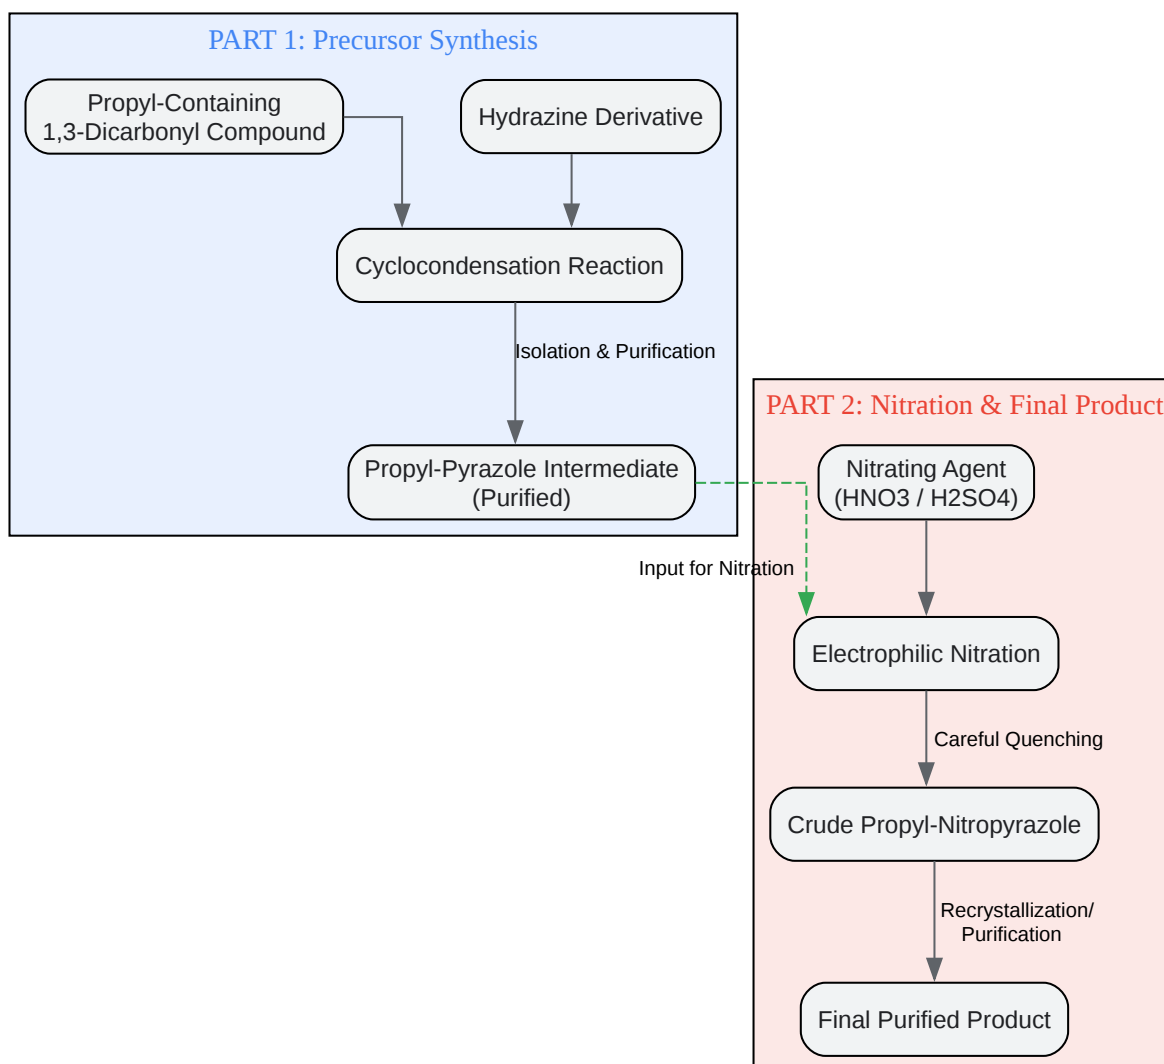 PART 1: Precursor Synthesis
Propyl-Containing
1,3-Dicarbonyl Compound
Hydrazine Derivative
Cyclocondensation Reaction
Isolation & Purification
Propyl-Pyrazole Intermediate
(Purified)
PART 2: Nitration & Final Product
Nitrating Agent
(HNO3 / H2SO4)
Input for Nitration
Electrophilic Nitration
Careful Quenching
Crude Propyl-Nitropyrazole
Recrystallization/
Purification
Final Purified Product